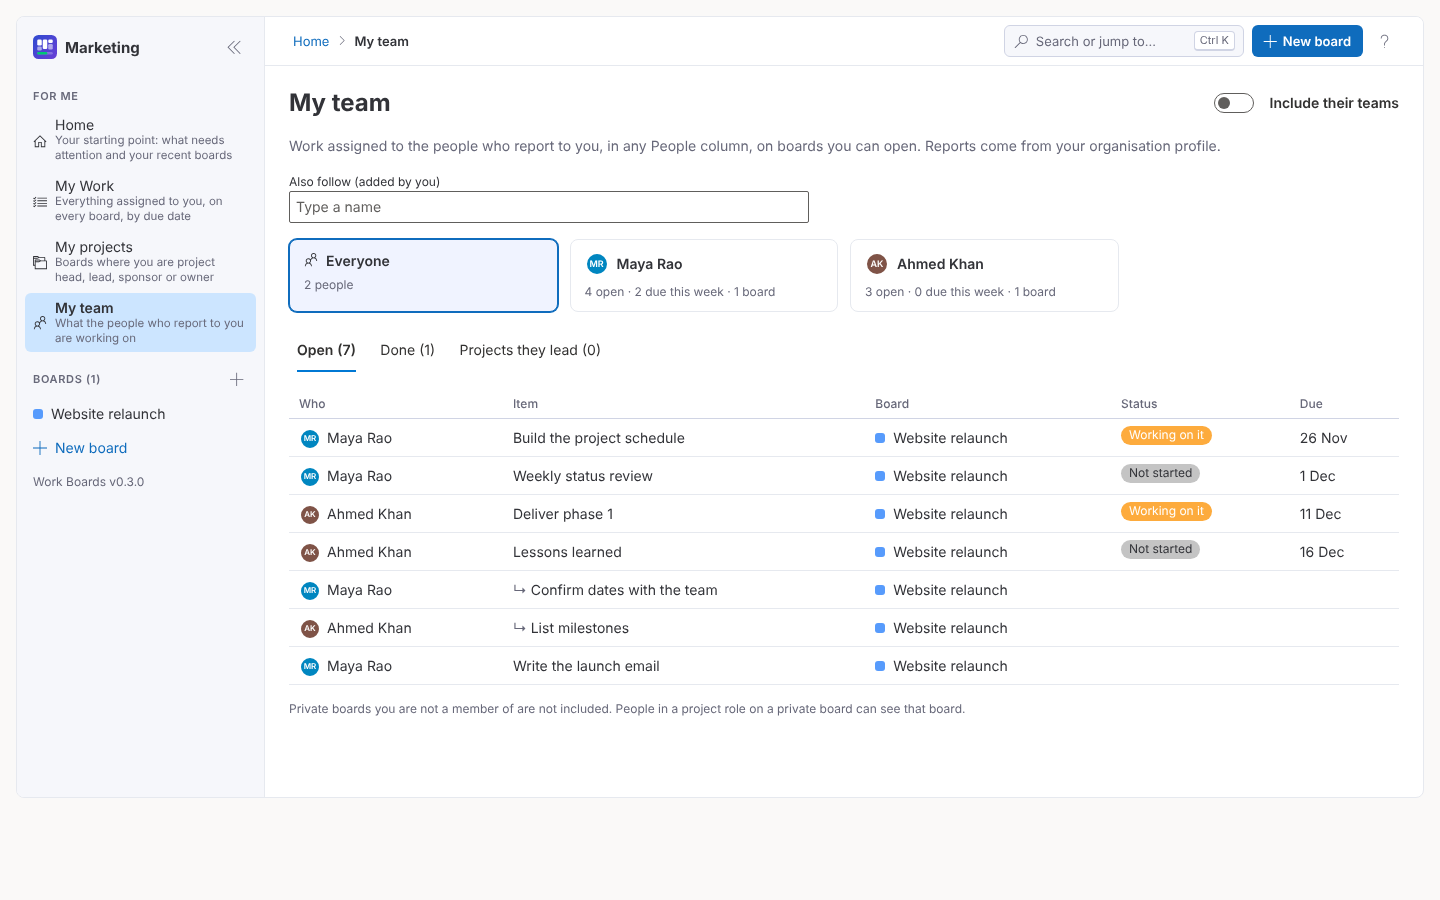 Marketing
FOR ME
Home
Your starting point: what needs
attention and your recent boards
My Work
Everything assigned to you, on
every board, by due date
My projects
Boards where you are project
head, lead, sponsor or owner
My team
What the people who report to you
are working on
BOARDS (1)
Website relaunch
New board
Work Boards v0.3.0
Home My team
Search or jump to... Ctrl K
New board
?
My team
Include their teams
Work assigned to the people who report to you, in any People column, on boards you can open. Reports come from your organisation profile.
Also follow (added by you)
Type a name
Everyone
2 people
MR Maya Rao
4 open · 2 due this week · 1 board
AK Ahmed Khan
3 open · 0 due this week · 1 board
Open (7) Done (1) Projects they lead (0)
Who Item Board Status Due
MR Maya Rao Build the project schedule Website relaunch Working on it 26 Nov
MR Maya Rao Weekly status review Website relaunch Not started 1 Dec
AK Ahmed Khan Deliver phase 1 Website relaunch Working on it 11 Dec
AK Ahmed Khan Lessons learned Website relaunch Not started 16 Dec
MR Maya Rao Confirm dates with the team Website relaunch
AK Ahmed Khan List milestones Website relaunch
MR Maya Rao Write the launch email Website relaunch
Private boards you are not a member of are not included. People in a project role on a private board can see that board.